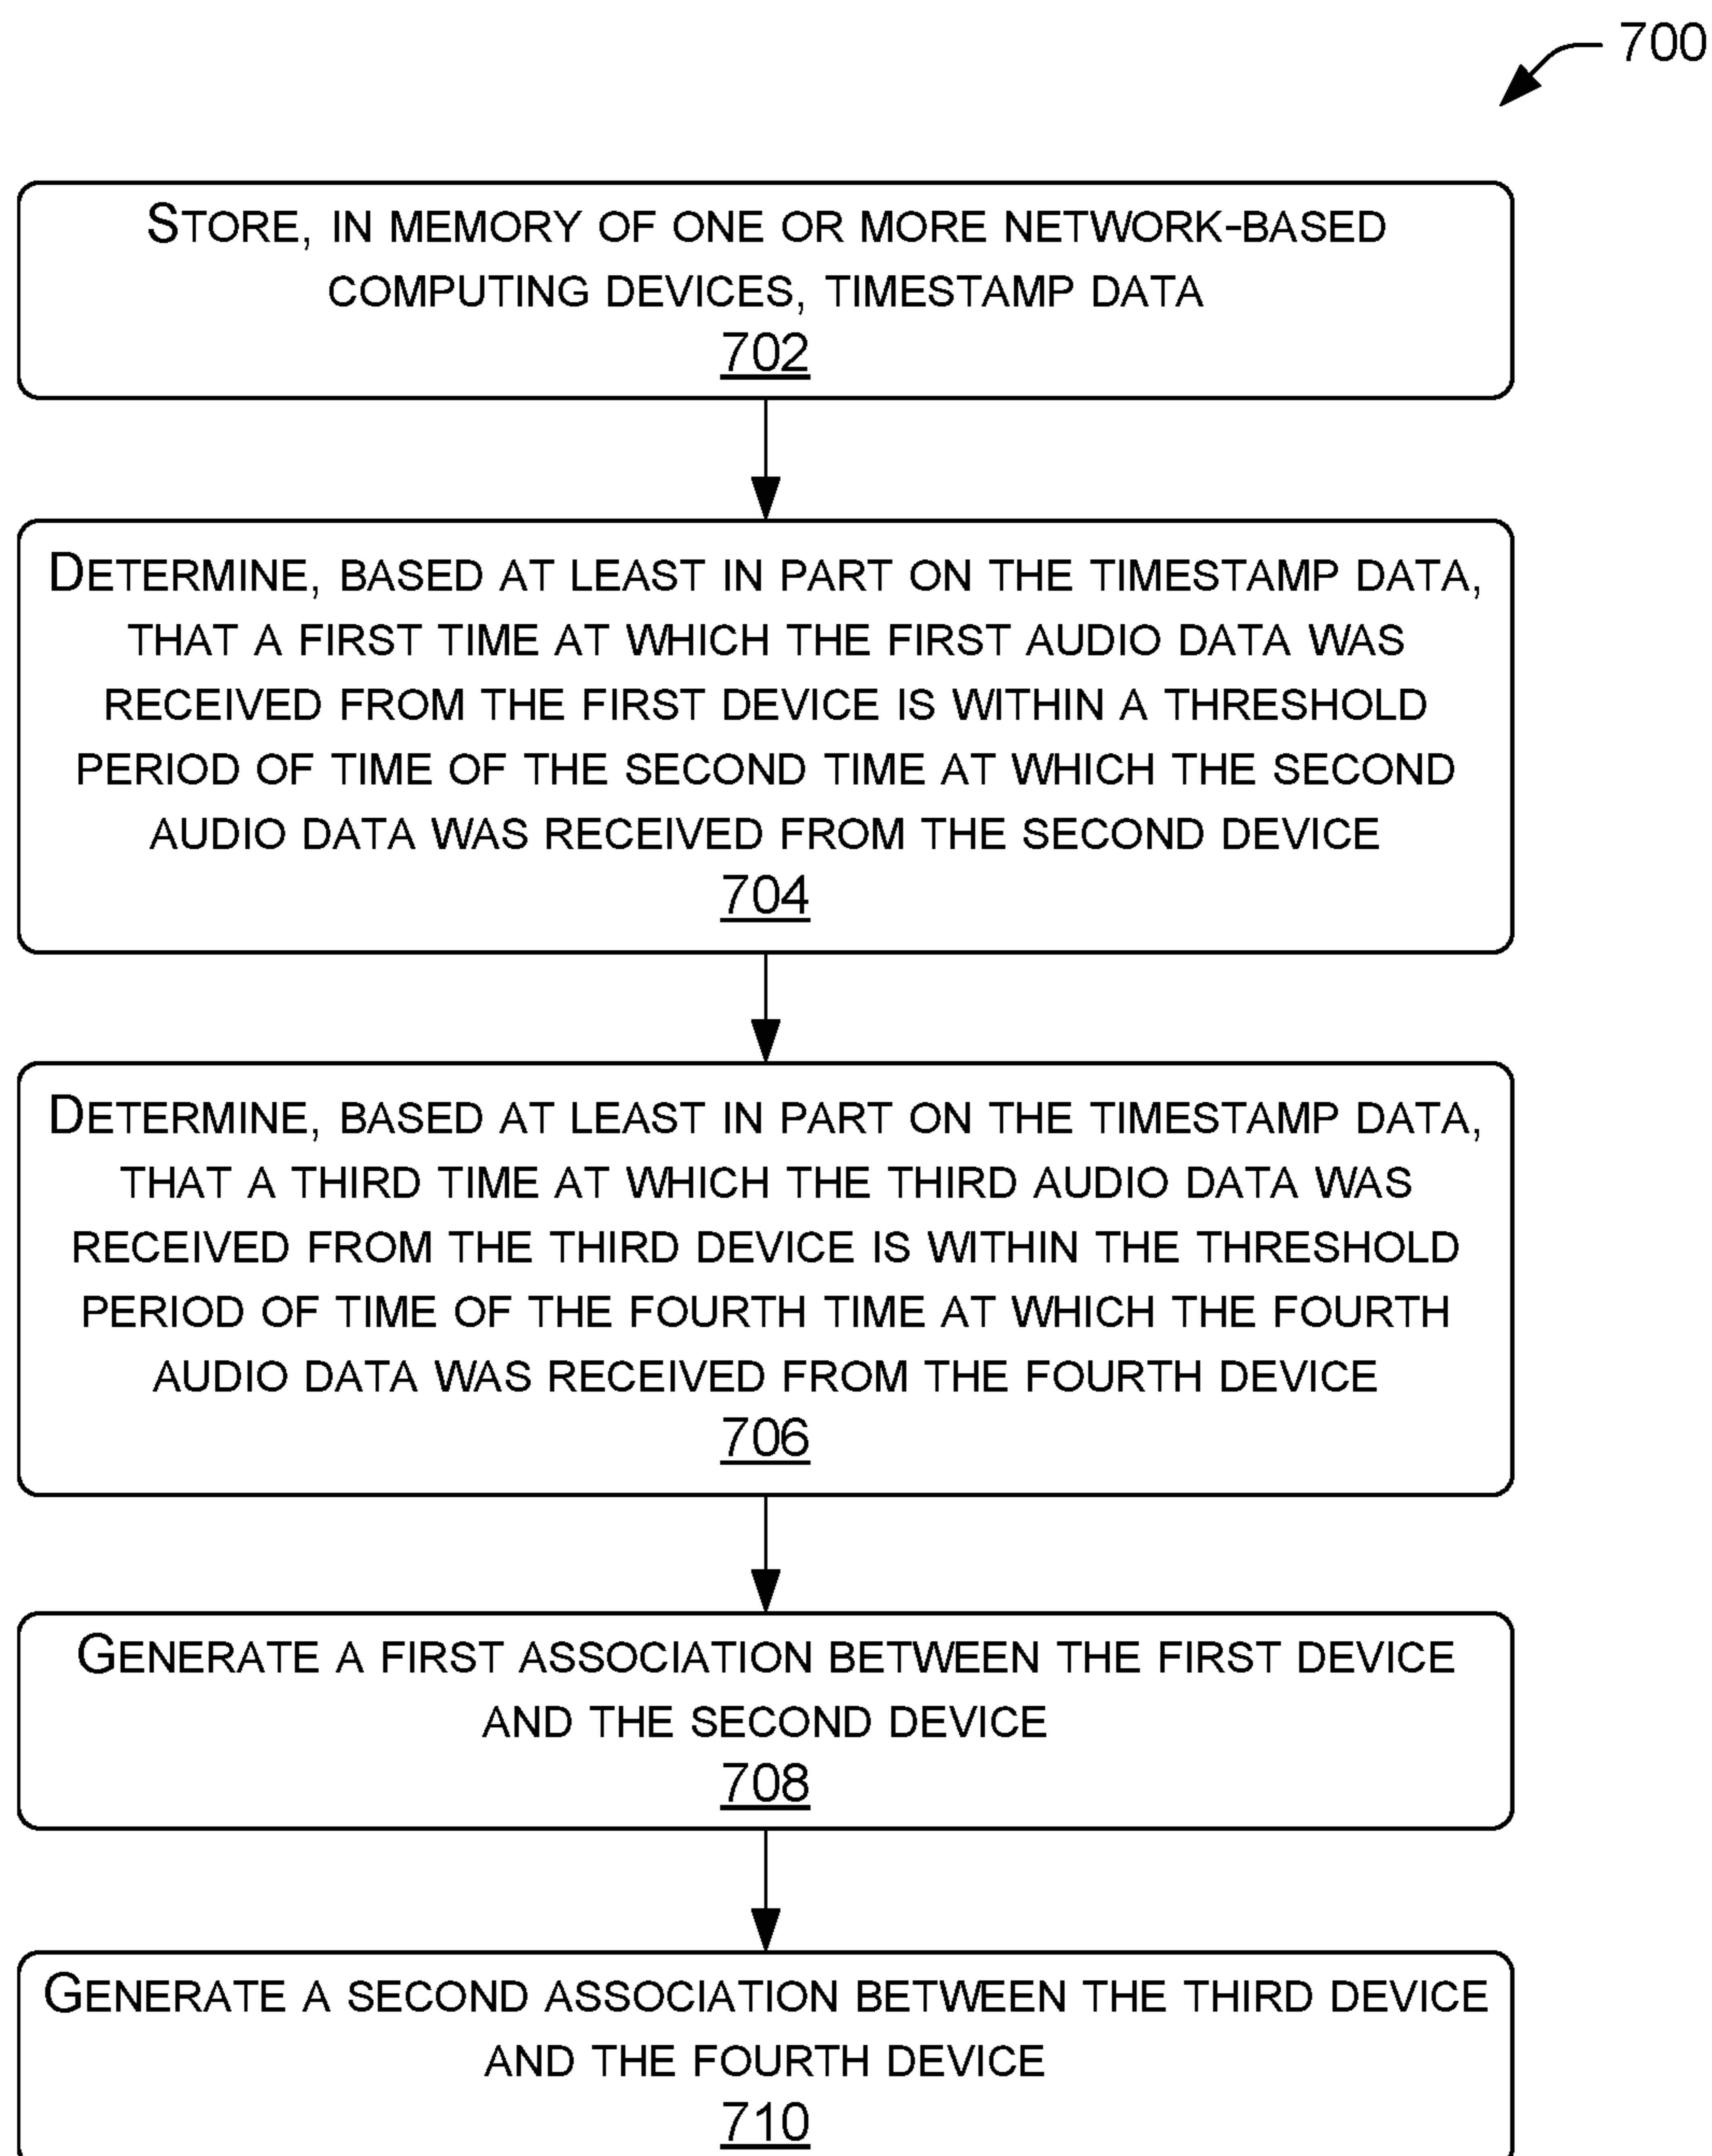 700
STORE, IN MEMORY OF ONE OR MORE NETWORK-BASED
COMPUTING DEVICES, TIMESTAMP DATA
702
DETERMINE, BASED AT LEAST IN PART ON THE TIMESTAMP DATA,
THAT A FIRST TIME AT WHICH THE FIRST AUDIO DATA WAS
RECEIVED FROM THE FIRST DEVICE IS WITHIN A THRESHOLD
PERIOD OF TIME OF THE SECOND TIME AT WHICH THE SECOND
AUDIO DATA WAS RECEIVED FROM THE SECOND DEVICE
704
DETERMINE, BASED AT LEAST IN PART ON THE TIMESTAMP DATA,
THAT A THIRD TIME AT WHICH THE THIRD AUDIO DATA WAS
RECEIVED FROM THE THIRD DEVICE IS WITHIN THE THRESHOLD
PERIOD OF TIME OF THE FOURTH TIME AT WHICH THE FOURTH
AUDIO DATA WAS RECEIVED FROM THE FOURTH DEVICE
706
GENERATE A FIRST ASSOCIATION BETWEEN THE FIRST DEVICE
AND THE SECOND DEVICE
708
GENERATE A SECOND ASSOCIATION BETWEEN THE THIRD DEVICE
AND THE FOURTH DEVICE
710